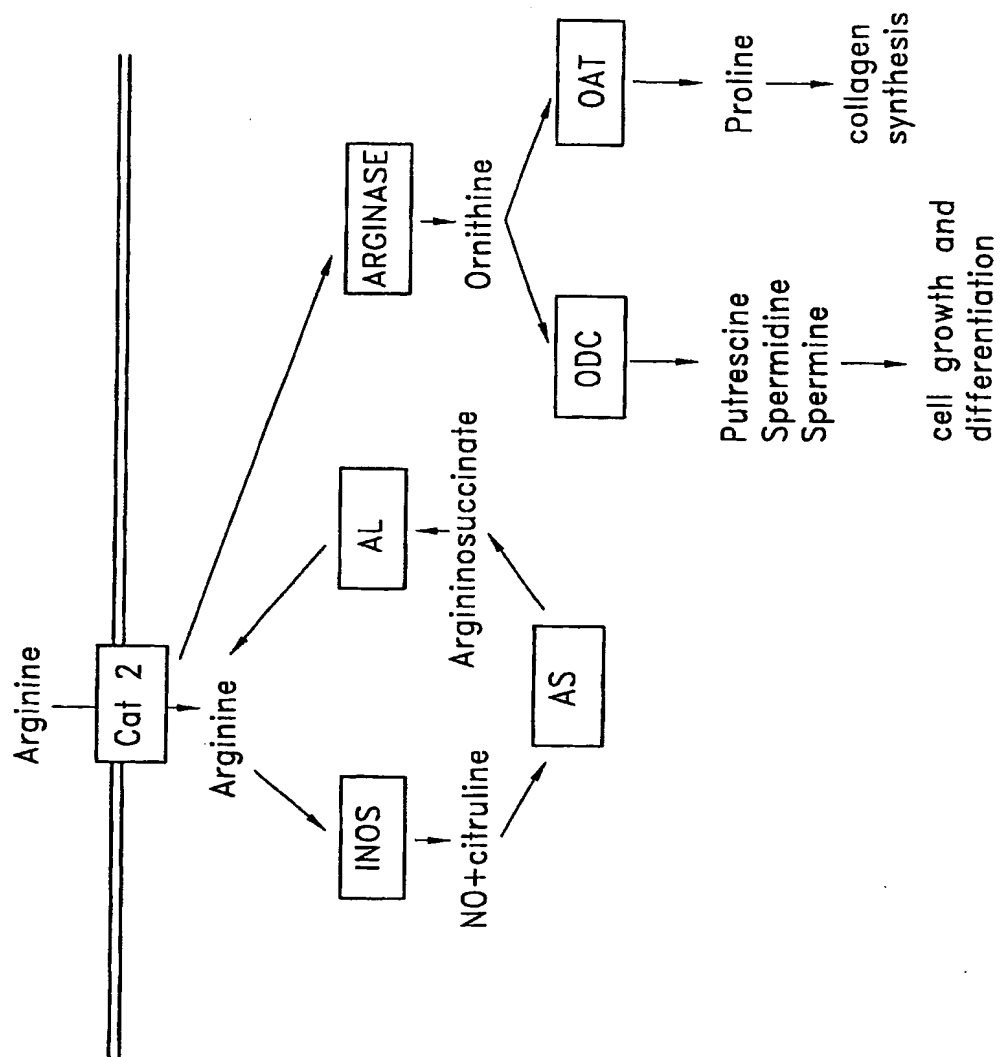 Arginine
Cat 2
Arginine
INOS
AL
ARGINASE
NO+citruline
Argininosuccinate
Ornithine
AS
ODC
OAT
Putrescine
Spermidine
Spermine
Proline
cell growth and
differentiation
collagen
synthesis